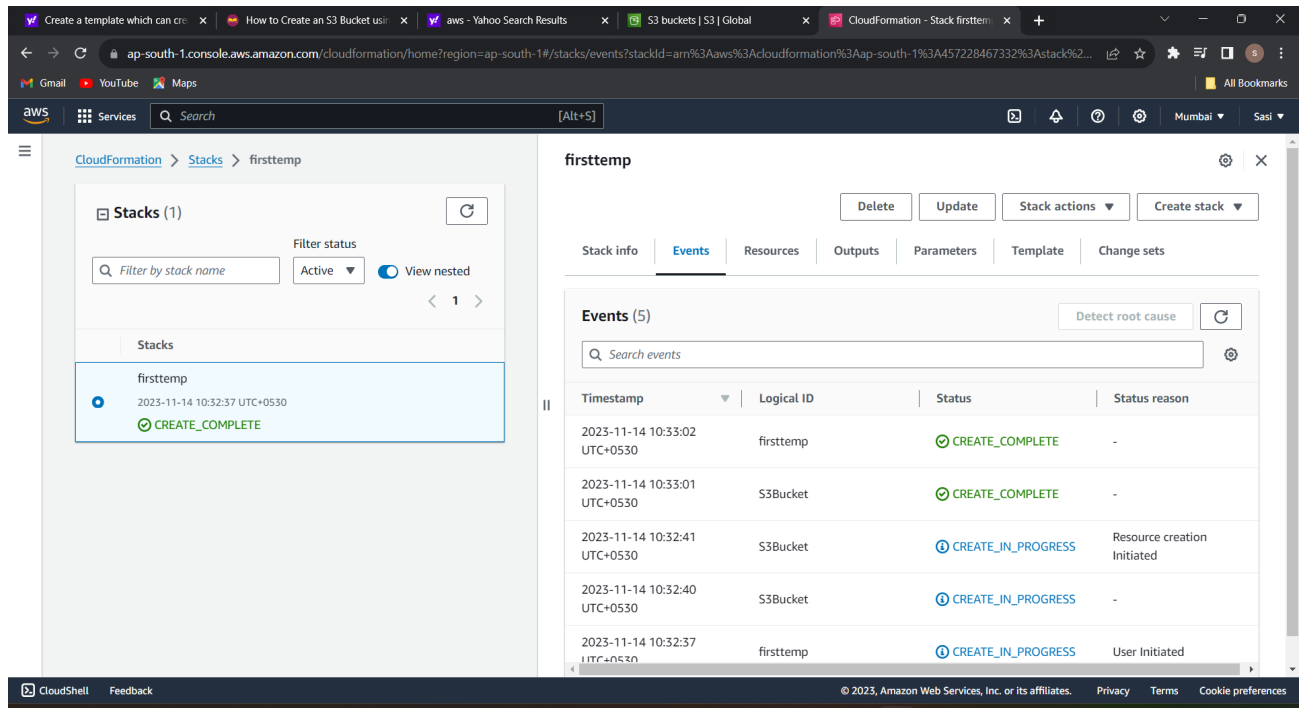 Create a template which can cre
How to Create an S3 Bucket usin
aws - Yahoo Search Results
S3 buckets | S3 | Global
CloudFormation - Stack firsttem
ap-south-1.console.aws.amazon.com/cloudformation/home?region=ap-south-1#/stacks/events?stackId=arn%3Aaws%3Acloudformation%3Aap-south-1%3A457228467332%3Astack%2...
S
Gmail
YouTube
Maps
All Bookmarks
aws
Services
Search
[Alt+S]
Mumbai
Sasi
CloudFormation > Stacks > firsttemp
Stacks (1)
Filter status
Filter by stack name
Active
View nested
1
Stacks
firsttemp
2023-11-14 10:32:37 UTC+0530
CREATE_COMPLETE
firsttemp
Delete
Update
Stack actions
Create stack
Stack info
Events
Resources
Outputs
Parameters
Template
Change sets
Events (5)
Detect root cause
Search events
Timestamp
Logical ID
Status
Status reason
2023-11-14 10:33:02
UTC+0530
firsttemp
CREATE_COMPLETE
-
2023-11-14 10:33:01
UTC+0530
S3Bucket
CREATE_COMPLETE
-
2023-11-14 10:32:41
UTC+0530
S3Bucket
CREATE_IN_PROGRESS
Resource creation
Initiated
2023-11-14 10:32:40
UTC+0530
S3Bucket
CREATE_IN_PROGRESS
-
2023-11-14 10:32:37
UTC+0530
firsttemp
CREATE_IN_PROGRESS
User Initiated
CloudShell
Feedback
© 2023, Amazon Web Services, Inc. or its affiliates.
Privacy
Terms
Cookie preferences